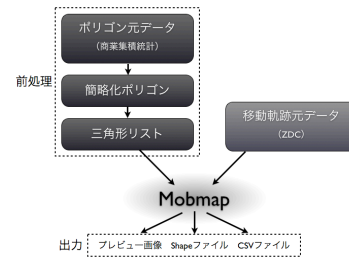 ポリゴン元データ
（商業集積統計）
前処理
簡略化ポリゴン
三角形リスト
移動軌跡元データ
（ZDC）
Mobmap
出力
プレビュー画像 Shapeファイル CSVファイル